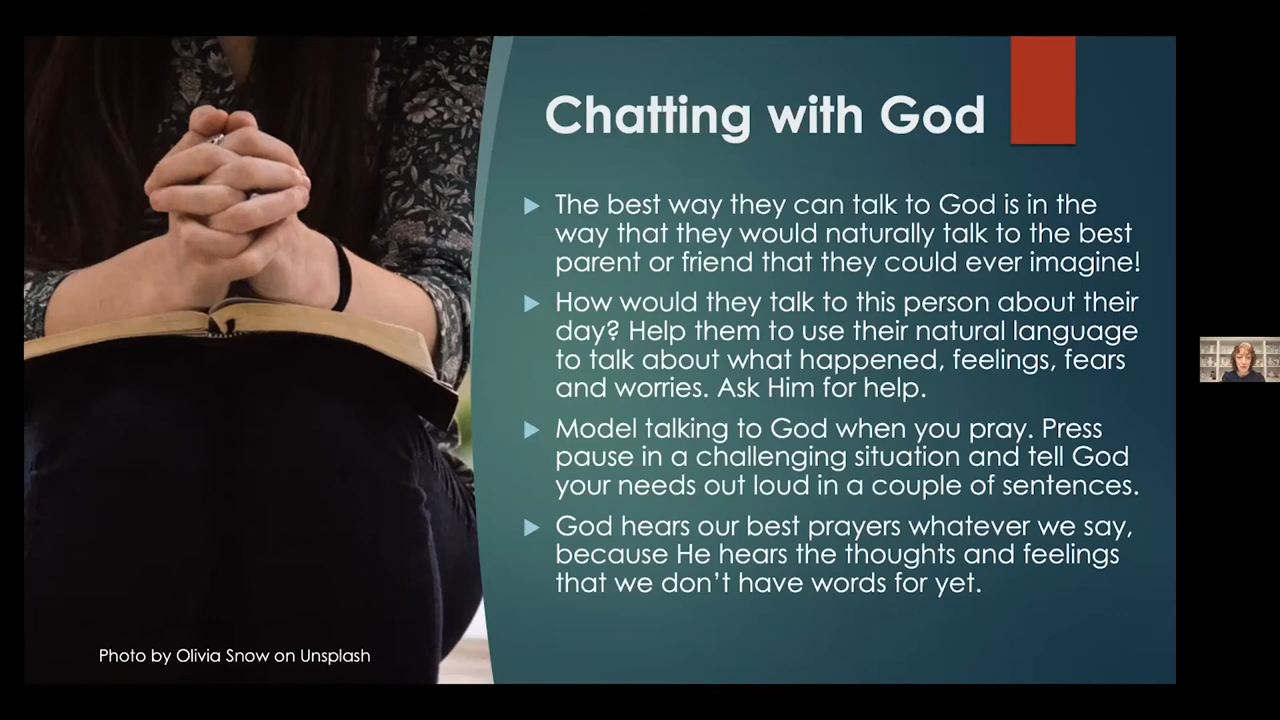 Chatting with God
The best way they can talk to God is in the
way that they would naturally talk to the best
parent or friend that they could ever imagine!
How would they talk to this person about their
day? Help them to use their natural language
to talk about what happened, feelings, fears
and worries. Ask Him for help.
Model talking to God when you pray. Press
pause in a challenging situation and tell God
your needs out loud in a couple of sentences.
God hears our best prayers whatever we say,
because He hears the thoughts and feelings
that we don't have words for yet.
Photo by Olivia Snow on Unsplash